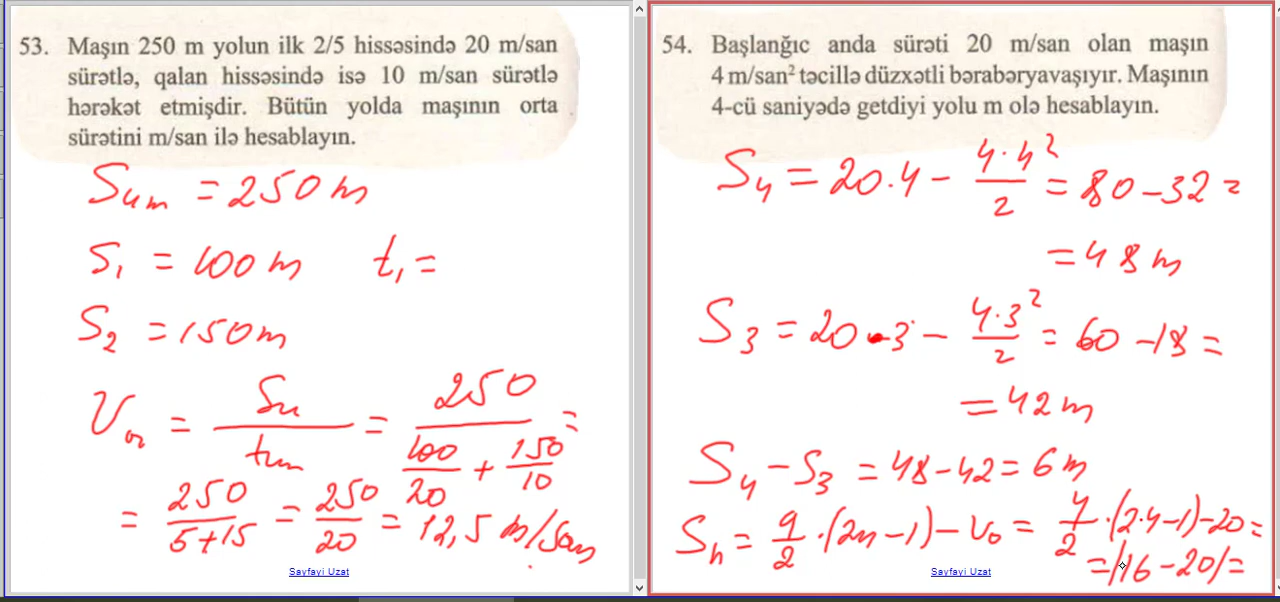 53. Maşın 250 m yolun ilk 2/5 hissəsində 20 m/san
sürətlə, qalan hissəsində isə 10 m/san sürətlə
hərəkət etmişdir. Bütün yolda maşının orta
sürətini m/san ilə hesablayın.
Sum = 250 m
S₁ = 100 m t₁ =
S₂ = 150 m
Vor = Su/tum = 250/(100/20 + 150/10) =
= 250/(5+15) = 250/20 = 12,5 m/san
Sayfayi Uzat
54. Başlanğıc anda sürəti 20 m/san olan maşın
4 m/san² təcillə düzxətli bərabəryavaşıyır. Maşının
4-cü saniyədə getdiyi yolu m olə hesablayın.
S₄ = 20·4 − 4·4²/2 = 80 − 32 =
= 48 m
S₃ = 20·3 − 4·3²/2 = 60 − 18 =
= 42 m
S₄ − S₃ = 48 − 42 = 6 m
Sn = a/2·(2n−1) − V₀ = 4/2·(2·4−1) − 20 =
= |16 − 20| =
Sayfayi Uzat